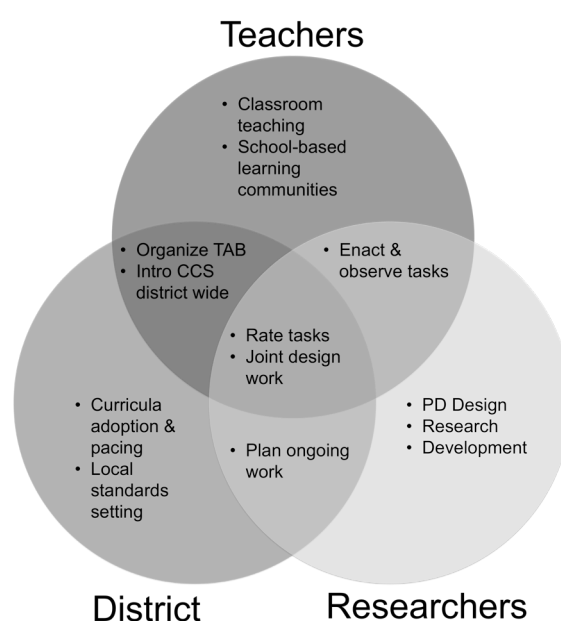 Teachers
• Classroom
teaching
• School-based
learning
communities
• Organize TAB
• Intro CCS
district wide
• Enact &
observe tasks
• Rate tasks
• Joint design
work
• Curricula
adoption &
pacing
• Local
standards
setting
• Plan ongoing
work
• PD Design
• Research
• Development
District
Researchers